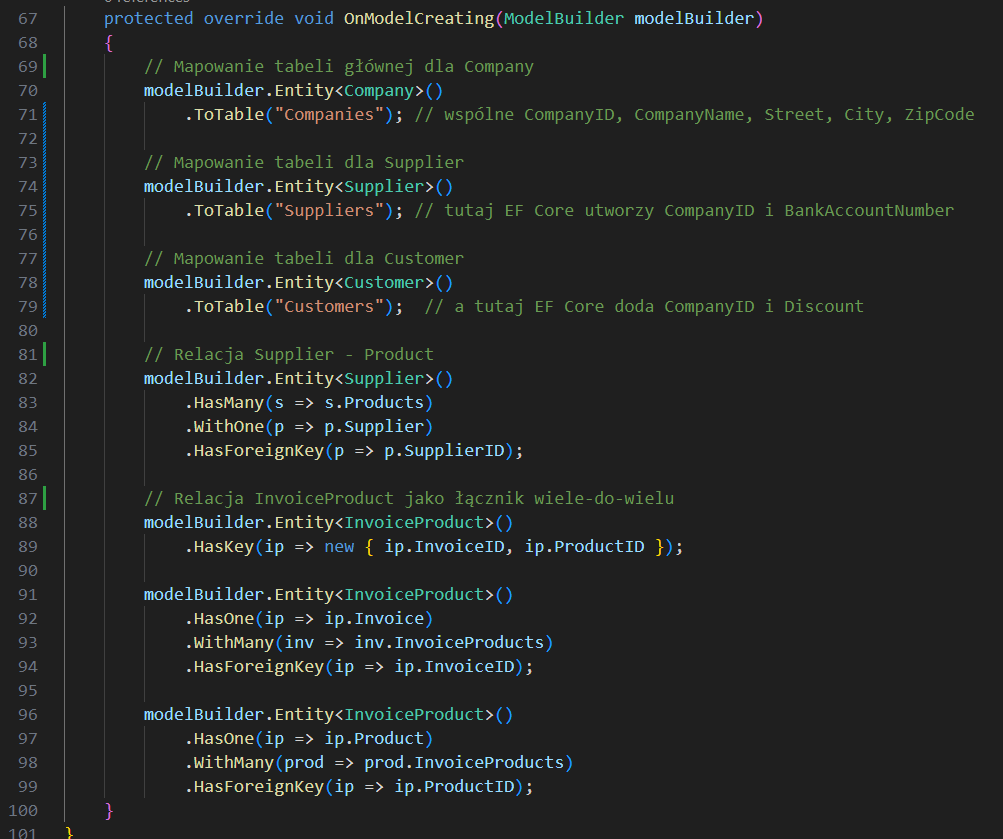 67 protected override void OnModelCreating(ModelBuilder modelBuilder)
68 {
69 // Mapowanie tabeli głównej dla Company
70 modelBuilder.Entity<Company>()
71 .ToTable("Companies"); // wspólne CompanyID, CompanyName, Street, City, ZipCode
72
73 // Mapowanie tabeli dla Supplier
74 modelBuilder.Entity<Supplier>()
75 .ToTable("Suppliers"); // tutaj EF Core utworzy CompanyID i BankAccountNumber
76
77 // Mapowanie tabeli dla Customer
78 modelBuilder.Entity<Customer>()
79 .ToTable("Customers");  // a tutaj EF Core doda CompanyID i Discount
80
81 // Relacja Supplier - Product
82 modelBuilder.Entity<Supplier>()
83 .HasMany(s => s.Products)
84 .WithOne(p => p.Supplier)
85 .HasForeignKey(p => p.SupplierID);
86
87 // Relacja InvoiceProduct jako łącznik wiele-do-wielu
88 modelBuilder.Entity<InvoiceProduct>()
89 .HasKey(ip => new { ip.InvoiceID, ip.ProductID });
90
91 modelBuilder.Entity<InvoiceProduct>()
92 .HasOne(ip => ip.Invoice)
93 .WithMany(inv => inv.InvoiceProducts)
94 .HasForeignKey(ip => ip.InvoiceID);
95
96 modelBuilder.Entity<InvoiceProduct>()
97 .HasOne(ip => ip.Product)
98 .WithMany(prod => prod.InvoiceProducts)
99 .HasForeignKey(ip => ip.ProductID);
100 }
101 }